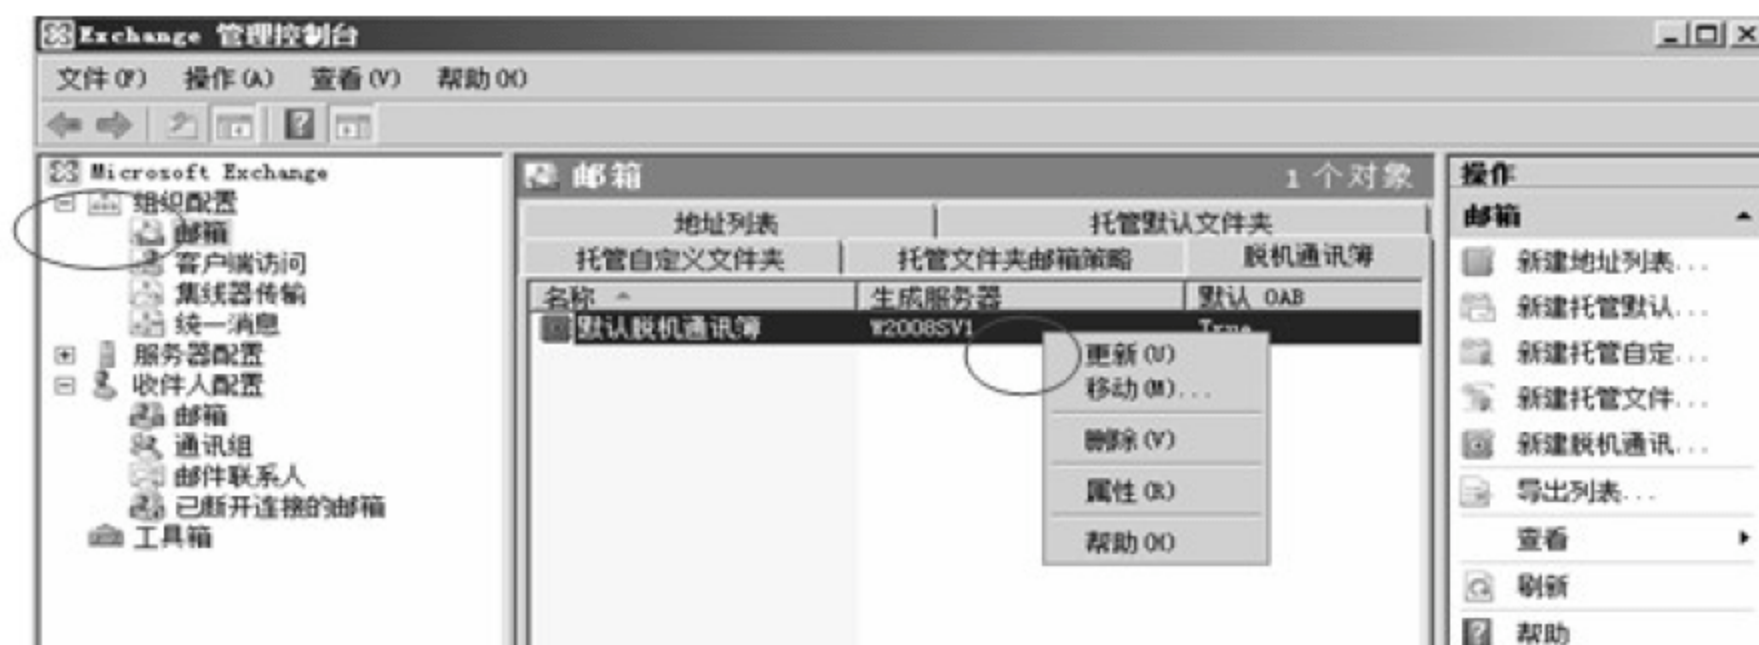 Exchange 管理控制台
文件(F) 操作(A) 查看(V) 帮助(H)
Microsoft Exchange
组织配置
邮箱
客户端访问
集线器传输
统一消息
服务器配置
收件人配置
邮箱
通讯组
邮件联系人
已断开连接的邮箱
工具箱
邮箱 1 个对象
地址列表 托管默认文件夹
托管自定义文件夹 托管文件夹邮箱策略 脱机通讯簿
名称 生成服务器 默认 OAB
默认脱机通讯簿 W2008SV1 True
更新(U)
移动(M)...
删除(V)
属性(R)
帮助(H)
操作
邮箱
新建地址列表...
新建托管默认...
新建托管自定...
新建托管文件...
新建脱机通讯...
导出列表...
查看
刷新
帮助